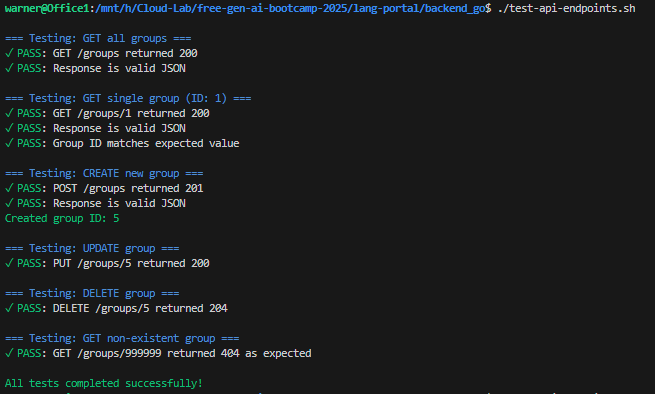 warner@Office1:/mnt/h/Cloud-Lab/free-gen-ai-bootcamp-2025/lang-portal/backend_go$ ./test-api-endpoints.sh
=== Testing: GET all groups ===
✓ PASS: GET /groups returned 200
✓ PASS: Response is valid JSON
=== Testing: GET single group (ID: 1) ===
✓ PASS: GET /groups/1 returned 200
✓ PASS: Response is valid JSON
✓ PASS: Group ID matches expected value
=== Testing: CREATE new group ===
✓ PASS: POST /groups returned 201
✓ PASS: Response is valid JSON
Created group ID: 5
=== Testing: UPDATE group ===
✓ PASS: PUT /groups/5 returned 200
=== Testing: DELETE group ===
✓ PASS: DELETE /groups/5 returned 204
=== Testing: GET non-existent group ===
✓ PASS: GET /groups/999999 returned 404 as expected
All tests completed successfully!